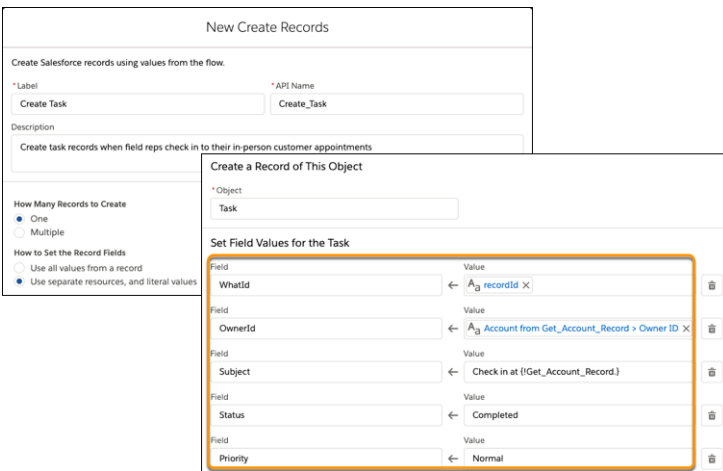 New Create Records
Create Salesforce records using values from the flow.
*Label
*API Name
Create Task
Create_Task
Description
Create task records when field reps check in to their in-person customer appointments
How Many Records to Create
One
Multiple
How to Set the Record Fields
Use all values from a record
Use separate resources, and literal values
Create a Record of This Object
*Object
Task
Set Field Values for the Task
Field
Value
WhatId
← Aa recordId ×
Field
Value
OwnerId
← Aa Account from Get_Account_Record > Owner ID ×
Field
Value
Subject
← Check in at {!Get_Account_Record.}
Field
Value
Status
← Completed
Field
Value
Priority
← Normal